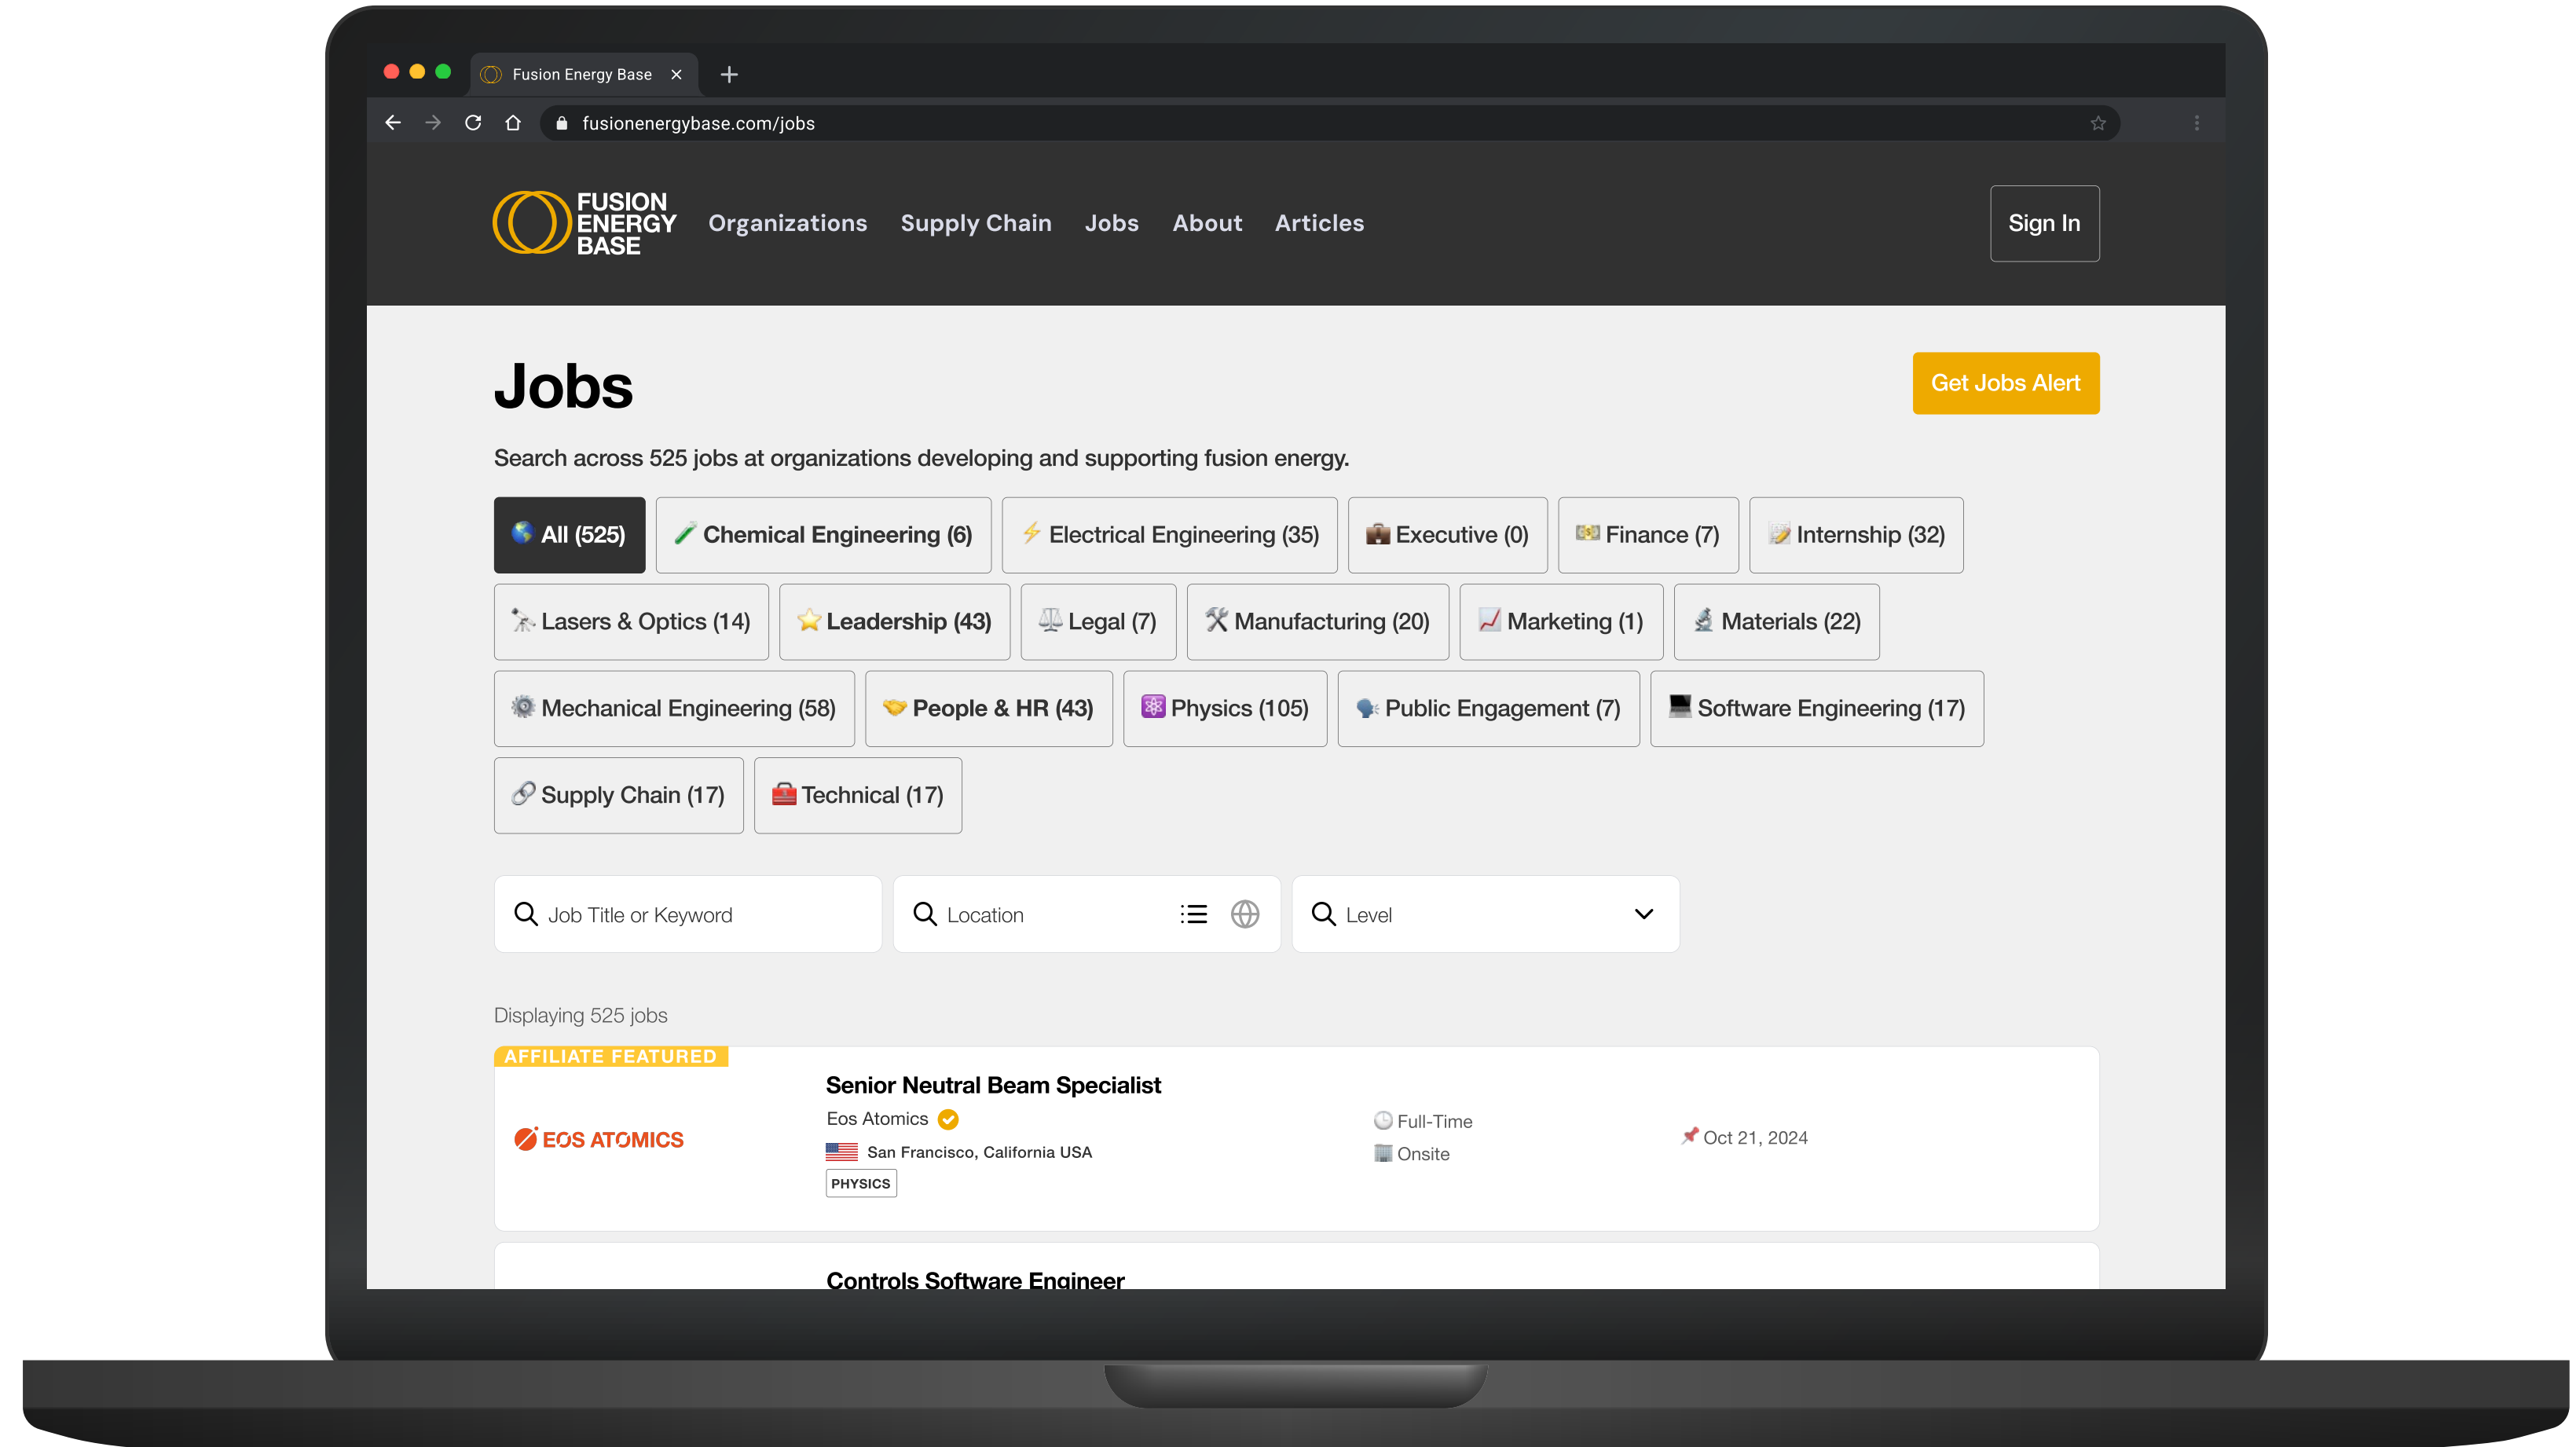 Fusion Energy Base
fusionenergybase.com/jobs
FUSION
ENERGY
BASE
Organizations Supply Chain Jobs About Articles
Sign In
Jobs
Get Jobs Alert
Search across 525 jobs at organizations developing and supporting fusion energy.
All (525) Chemical Engineering (6) Electrical Engineering (35) Executive (0) Finance (7) Internship (32)
Lasers & Optics (14) Leadership (43) Legal (7) Manufacturing (20) Marketing (1) Materials (22)
Mechanical Engineering (58) People & HR (43) Physics (105) Public Engagement (7) Software Engineering (17)
Supply Chain (17) Technical (17)
Job Title or Keyword Location Level
Displaying 525 jobs
AFFILIATE FEATURED
EOS ATOMICS
Senior Neutral Beam Specialist
Eos Atomics
San Francisco, California USA
PHYSICS
Full-Time
Onsite
Oct 21, 2024
Controls Software Engineer